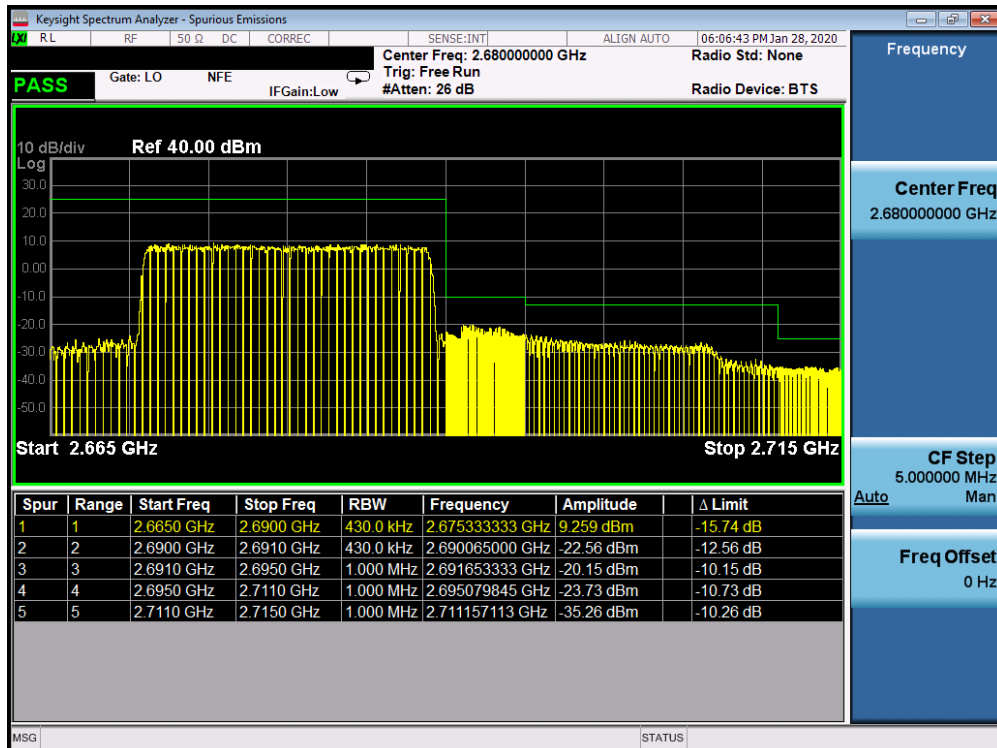 Keysight Spectrum Analyzer - Spurious Emissions
LXI RL RF 50 Ω DC CORREC SENSE:INT ALIGN AUTO 06:06:43 PM Jan 28, 2020
Center Freq: 2.680000000 GHz Radio Std: None
PASS Gate: LO NFE Trig: Free Run
IFGain:Low #Atten: 26 dB Radio Device: BTS
Frequency
10 dB/div Ref 40.00 dBm
Log
30.0
20.0
10.0
0.00
-10.0
-20.0
-30.0
-40.0
-50.0
Start 2.665 GHz Stop 2.715 GHz
Spur Range Start Freq Stop Freq RBW Frequency Amplitude Δ Limit
1 1 2.6650 GHz 2.6900 GHz 430.0 kHz 2.675333333 GHz 9.259 dBm -15.74 dB
2 2 2.6900 GHz 2.6910 GHz 430.0 kHz 2.690065000 GHz -22.56 dBm -12.56 dB
3 3 2.6910 GHz 2.6950 GHz 1.000 MHz 2.691653333 GHz -20.15 dBm -10.15 dB
4 4 2.6950 GHz 2.7110 GHz 1.000 MHz 2.695079845 GHz -23.73 dBm -10.73 dB
5 5 2.7110 GHz 2.7150 GHz 1.000 MHz 2.711157113 GHz -35.26 dBm -10.26 dB
Center Freq
2.680000000 GHz
CF Step
5.000000 MHz
Auto Man
Freq Offset
0 Hz
MSG STATUS